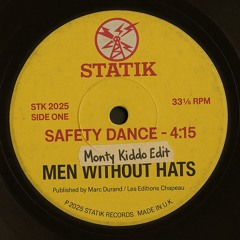 STATIK
STK 2025
SIDE ONE
33⅓ RPM
SAFETY DANCE - 4:15
Monty Kiddo Edit
MEN WITHOUT HATS
Published by Marc Durand / Les Editions Chapeau
P 2025 STATIK RECORDS. MADE IN U.K.